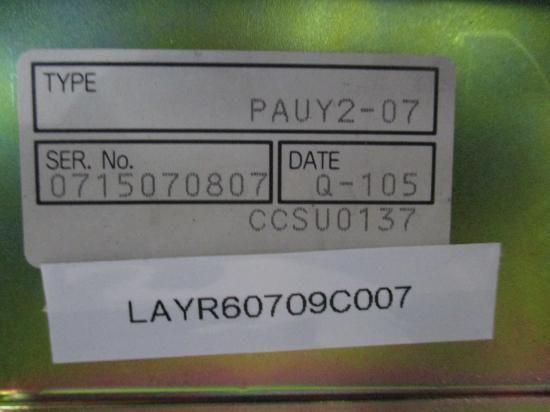 TYPE
PAUY2-07
SER. No.
0715070807
DATE
Q-105
CCSU0137
LAYR60709C007